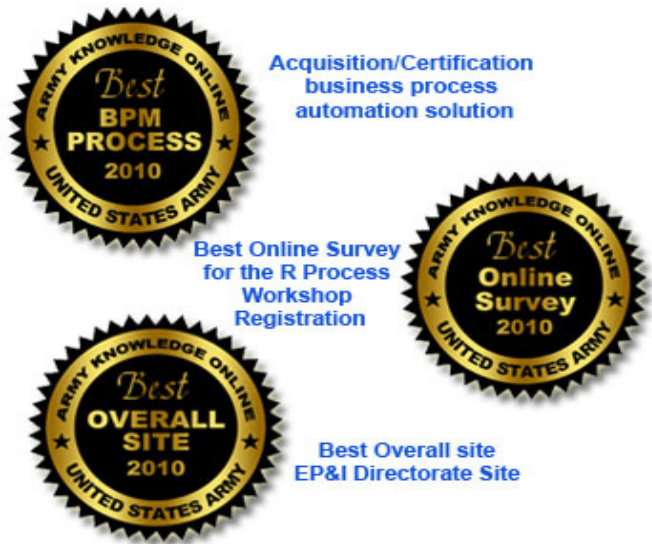 ARMY KNOWLEDGE ONLINE
Best
BPM
PROCESS
2010
UNITED STATES ARMY
Acquisition/Certification
business process
automation solution
Best Online Survey
for the R Process
Workshop
Registration
ARMY KNOWLEDGE ONLINE
Best
Online
Survey
2010
UNITED STATES ARMY
ARMY KNOWLEDGE ONLINE
Best
OVERALL
SITE
2010
UNITED STATES ARMY
Best Overall site
EP&I Directorate Site